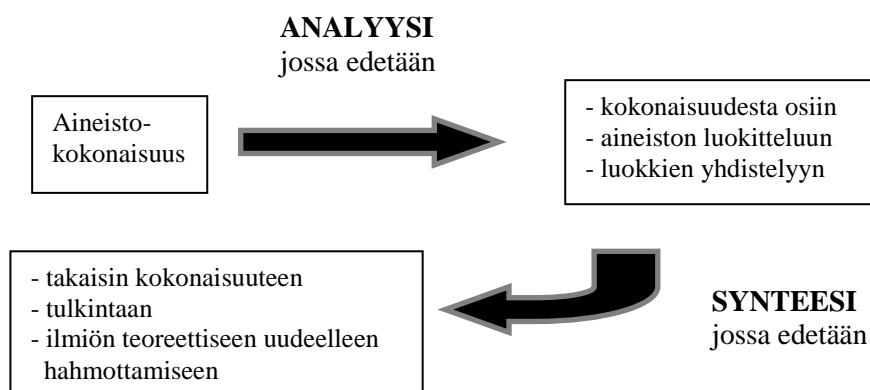 ANALYYSI
jossa edetään
Aineisto-
kokonaisuus
- kokonaisuudesta osiin
- aineiston luokitteluun
- luokkien yhdistelyyn
- takaisin kokonaisuuteen
- tulkintaan
- ilmiön teoreettiseen uudeelleen
hahmottamiseen
SYNTEESI
jossa edetään